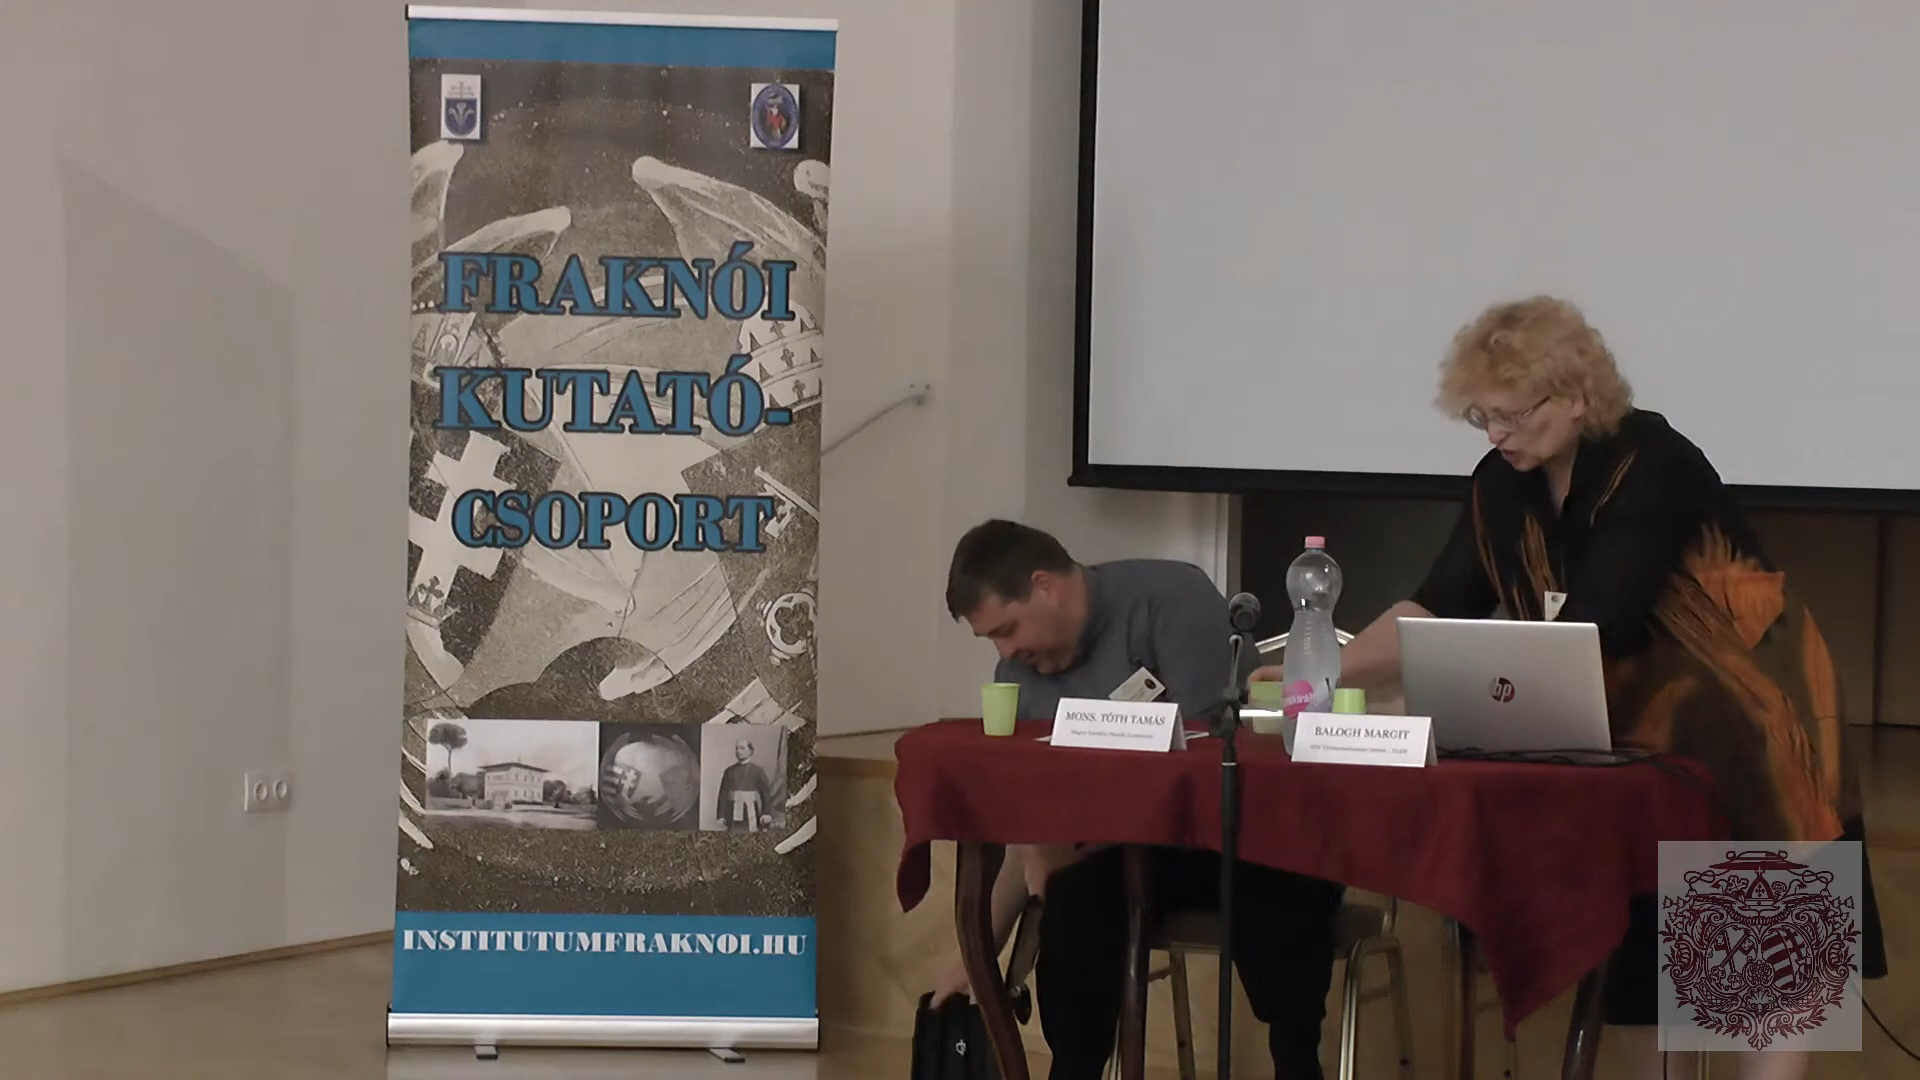 FRAKNÓI
KUTATÓ-
CSOPORT
INSTITUTUMFRAKNOI.HU
MONS. TÓTH TAMÁS
BALOGH MARGIT
hp